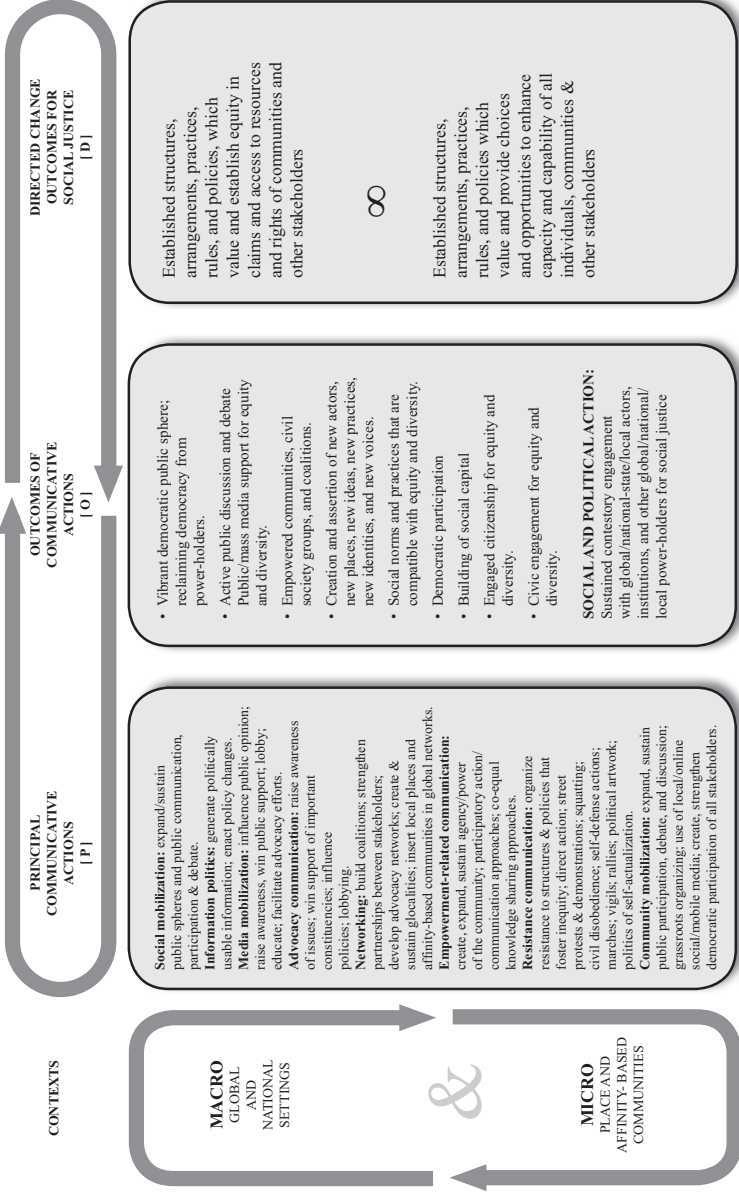 CONTEXTS
MACRO
GLOBAL
AND
NATIONAL
SETTINGS
&
MICRO
PLACE AND
AFFINITY- BASED
COMMUNITIES
PRINCIPAL
COMMUNICATIVE
ACTIONS
[ P ]
Social mobilization: expand/sustain
public spheres and public communication,
participation & debate.
Information politics: generate politically
usable information; enact policy changes.
Media mobilization: influence public opinion;
raise awareness, win public support; lobby;
educate; facilitate advocacy efforts.
Advocacy communication: raise awareness
of issues; win support of important
constituencies; influence
policies; lobbying.
Networking: build coalitions; strengthen
partnerships between stakeholders;
develop advocacy networks; create &
sustain glocalities; insert local places and
affinity-based communities in global networks.
Empowerment-related communication:
create, expand, sustain agency/power
of the community; participatory action/
communication approaches; co-equal
knowledge sharing approaches.
Resistance communication: organize
resistance to structures & policies that
foster inequity; direct action; street
protests & demonstrations; squatting;
civil disobedience; self-defense actions;
marches; vigils; rallies; political artwork;
politics of self-actualization.
Community mobilization: expand, sustain
public participation, debate, and discussion;
grassroots organizing; use of local/online
social/mobile media; create, strengthen
democratic participation of all stakeholders.
OUTCOMES OF
COMMUNICATIVE
ACTIONS
[ O ]
• Vibrant democratic public sphere;
reclaiming democracy from
power-holders.
• Active public discussion and debate
Public/mass media support for equity
and diversity.
• Empowered communities, civil
society groups, and coalitions.
• Creation and assertion of new actors,
new places, new ideas, new practices,
new identities, and new voices.
• Social norms and practices that are
compatible with equity and diversity.
• Democratic participation
• Building of social capital
• Engaged citizenship for equity and
diversity.
• Civic engagement for equity and
diversity.
SOCIAL AND POLITICAL ACTION:
Sustained contestory engagement
with global/national-state/local actors,
institutions, and other global/national/
local power-holders for social justice
DIRECTED CHANGE
OUTCOMES FOR
SOCIAL JUSTICE
[ D ]
Established structures,
arrangements, practices,
rules, and policies, which
value and establish equity in
claims and access to resources
and rights of communities and
other stakeholders
∞
Established structures,
arrangements, practices,
rules, and policies which
value and provide choices
and opportunities to enhance
capacity and capability of all
individuals, communities &
other stakeholders